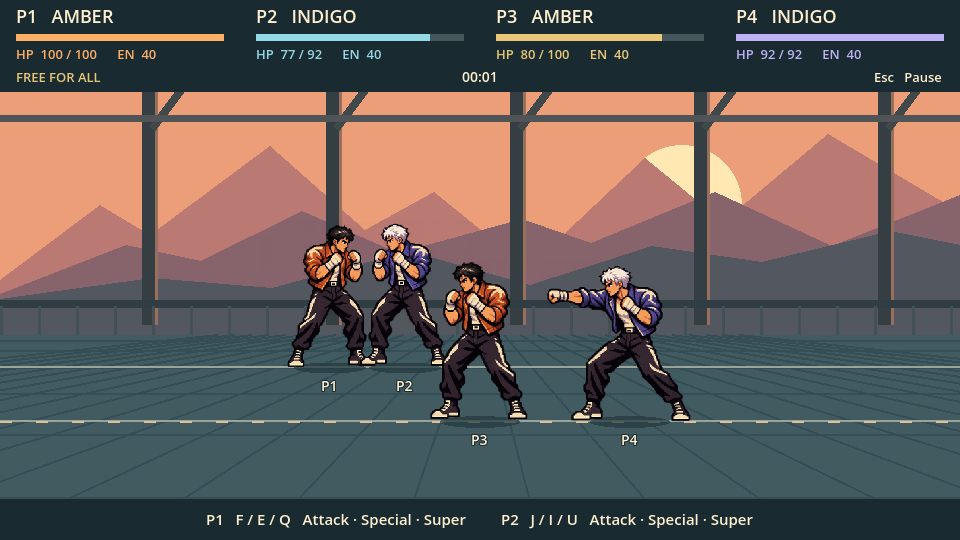 P1 AMBER
HP 100 / 100 EN 40
P2 INDIGO
HP 77 / 92 EN 40
P3 AMBER
HP 80 / 100 EN 40
P4 INDIGO
HP 92 / 92 EN 40
FREE FOR ALL
00:01
Esc Pause
P1
P2
P3
P4
P1 F / E / Q Attack · Special · Super
P2 J / I / U Attack · Special · Super